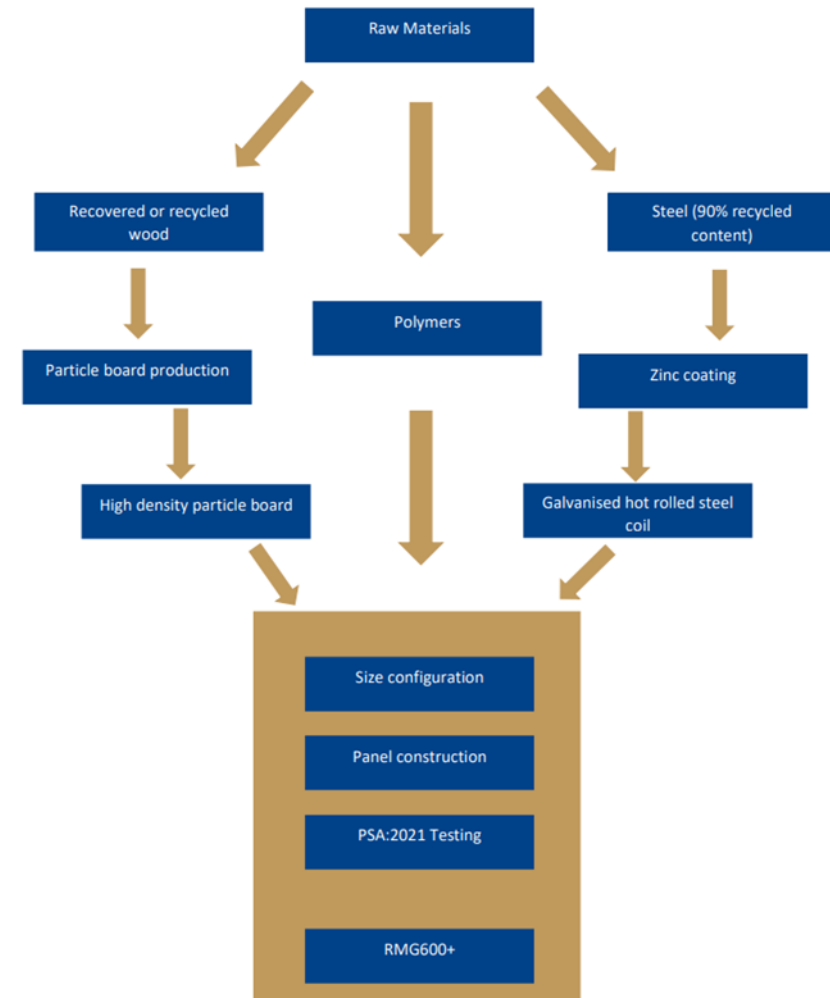 Raw Materials
Recovered or recycled
wood
Steel (90% recycled
content)
Polymers
Particle board production
Zinc coating
High density particle board
Galvanised hot rolled steel
coil
Size configuration
Panel construction
PSA:2021 Testing
RMG600+